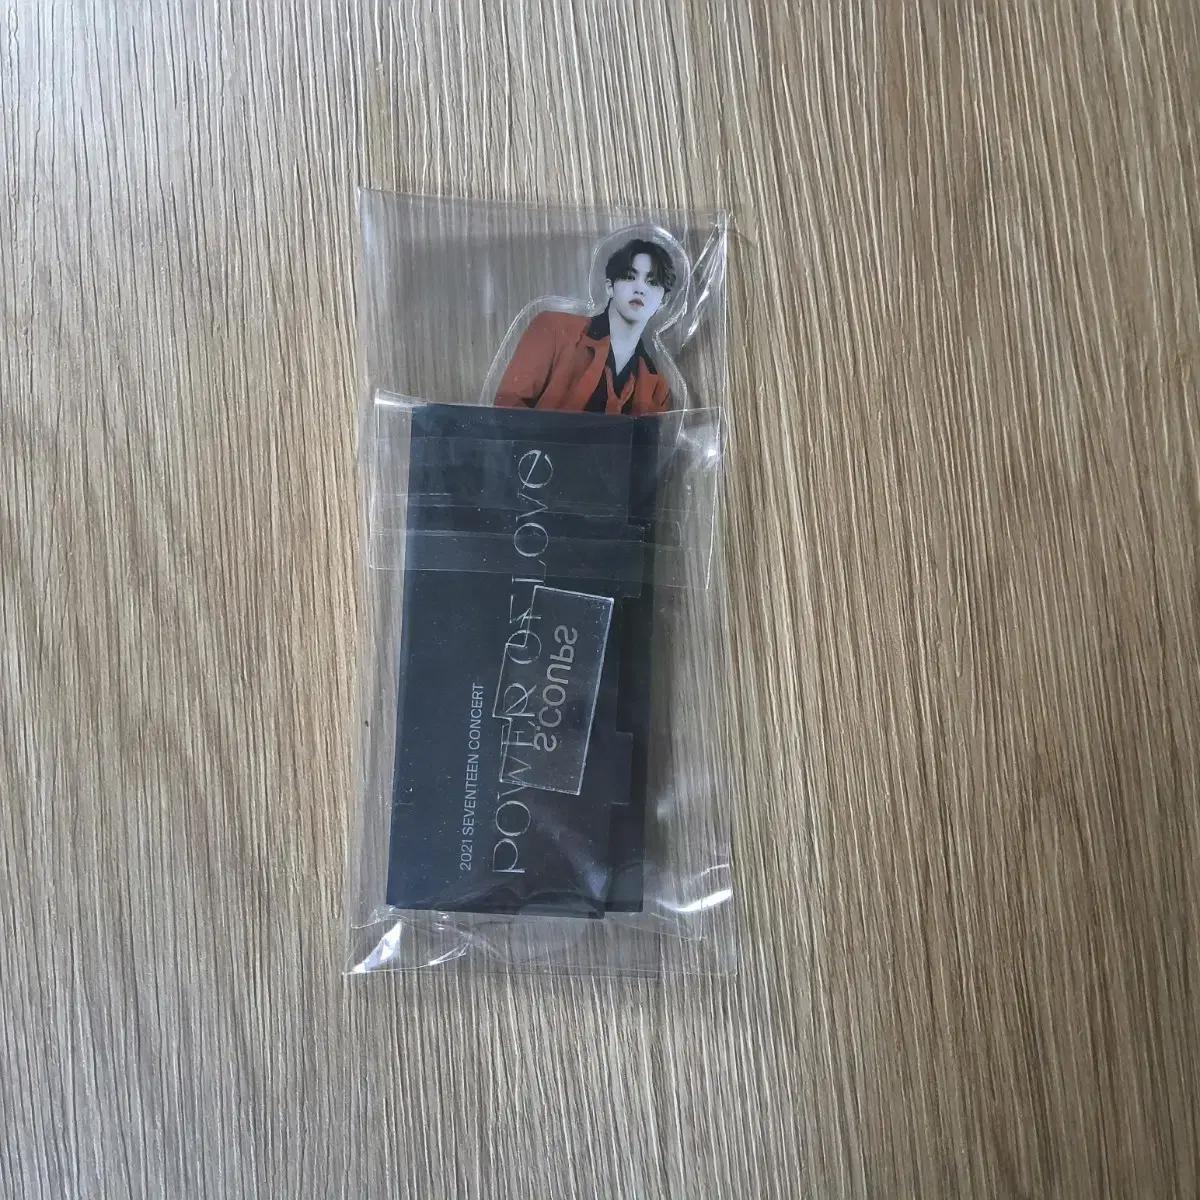 2021 SEVENTEEN CONCERT
POWER OF LOVE
S.COUPS